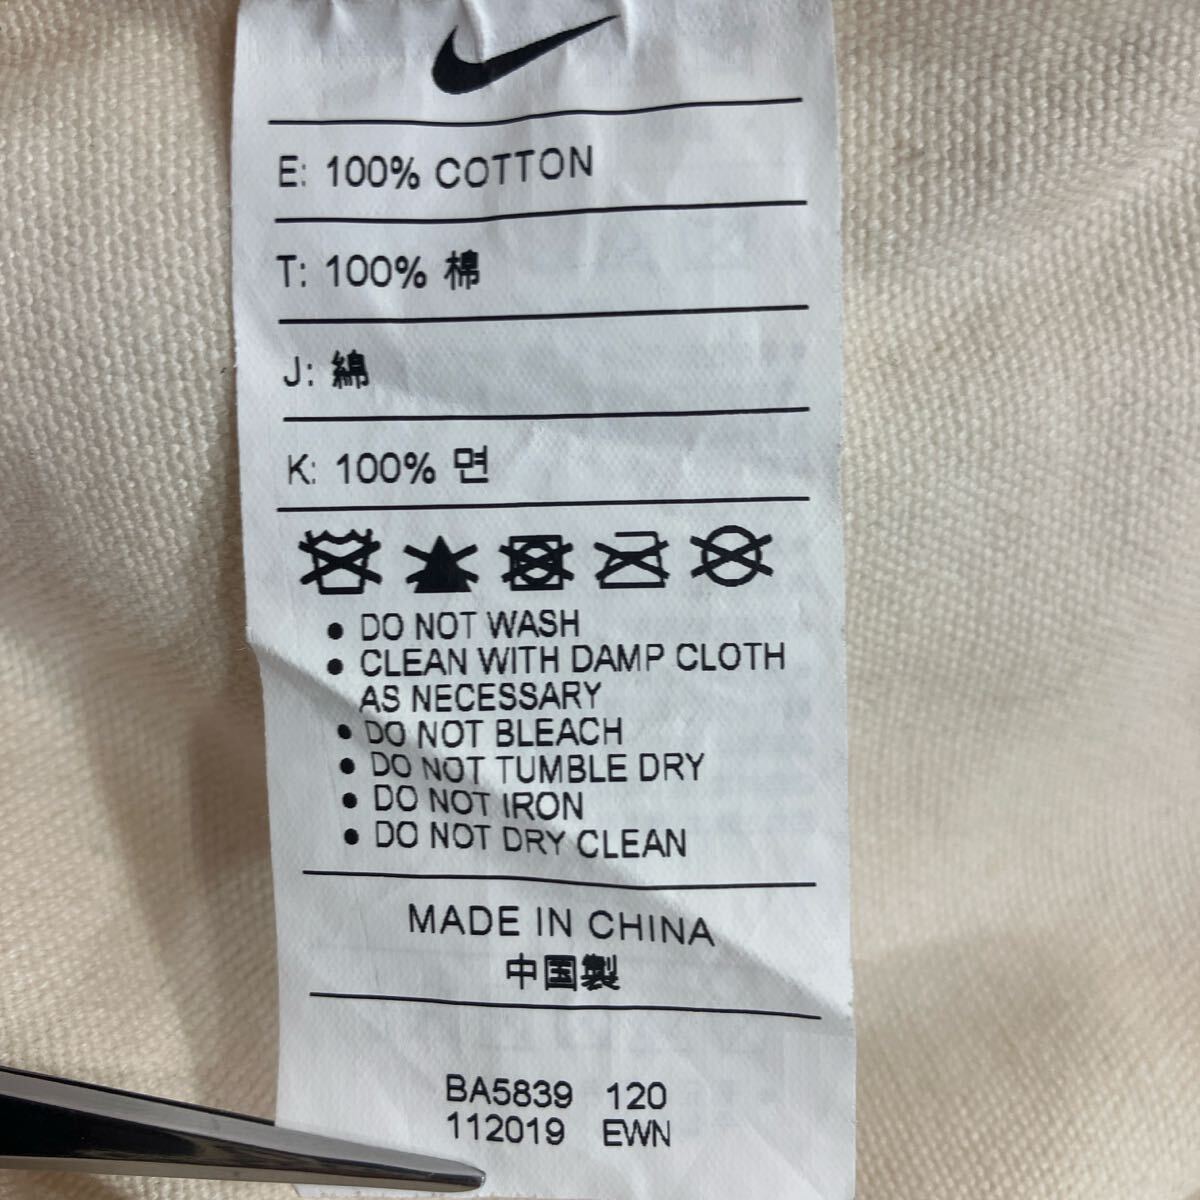 E: 100% COTTON
T: 100% 棉
J: 綿
K: 100% 면
● DO NOT WASH
● CLEAN WITH DAMP CLOTH
AS NECESSARY
● DO NOT BLEACH
● DO NOT TUMBLE DRY
● DO NOT IRON
● DO NOT DRY CLEAN
MADE IN CHINA
中国製
BA5839 120
112019 EWN